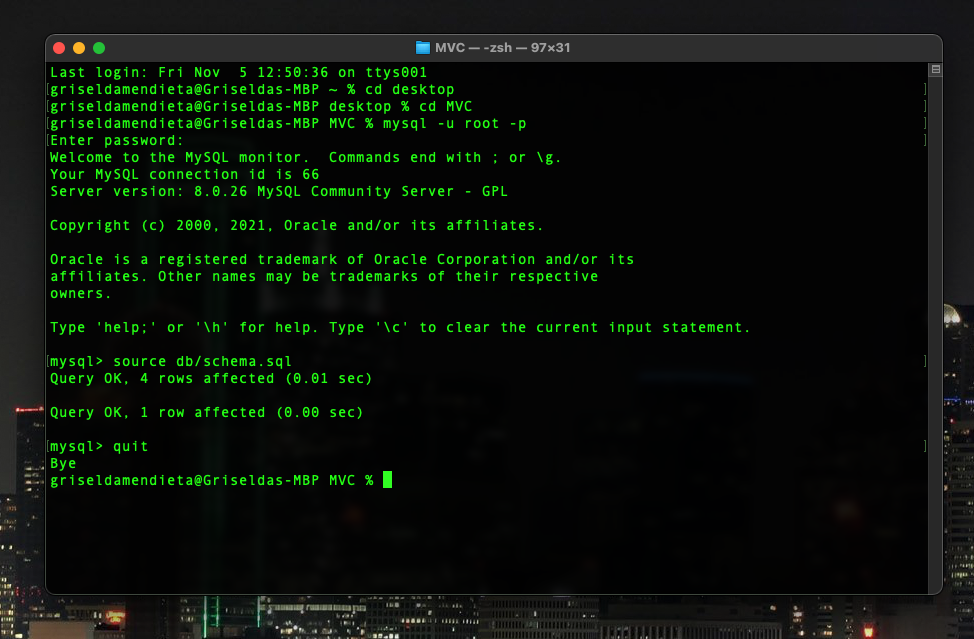 MVC — -zsh — 97×31
Last login: Fri Nov  5 12:50:36 on ttys001
[griseldamendieta@Griseldas-MBP ~ % cd desktop ]
[griseldamendieta@Griseldas-MBP desktop % cd MVC ]
[griseldamendieta@Griseldas-MBP MVC % mysql -u root -p ]
[Enter password: ]
Welcome to the MySQL monitor.  Commands end with ; or \g.
Your MySQL connection id is 66
Server version: 8.0.26 MySQL Community Server - GPL
Copyright (c) 2000, 2021, Oracle and/or its affiliates.
Oracle is a registered trademark of Oracle Corporation and/or its
affiliates. Other names may be trademarks of their respective
owners.
Type 'help;' or '\h' for help. Type '\c' to clear the current input statement.
[mysql> source db/schema.sql ]
Query OK, 4 rows affected (0.01 sec)
Query OK, 1 row affected (0.00 sec)
[mysql> quit ]
Bye
griseldamendieta@Griseldas-MBP MVC %